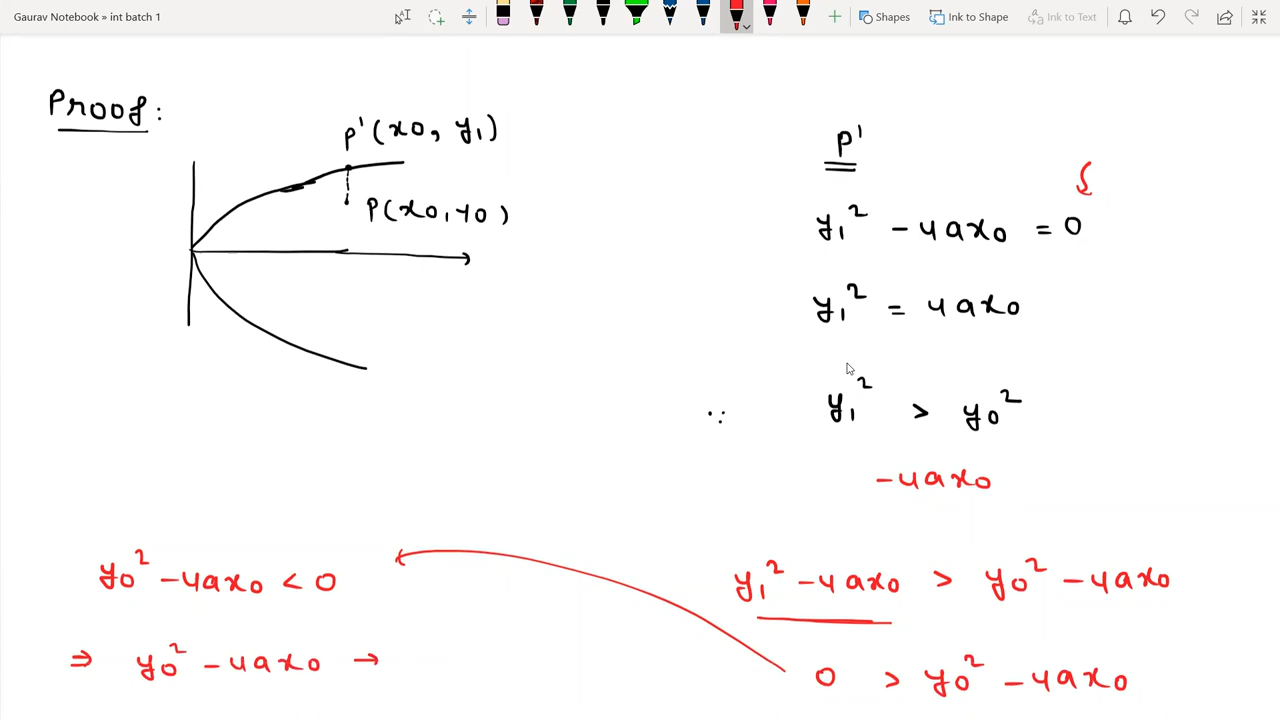 Gaurav Notebook » int batch 1
Shapes
Ink to Shape
Ink to Text
Proof:
P'(x0, y₁)
P(x0, y0)
P'
y₁² - 4ax0 = 0
y₁² = 4ax0
∵ y₁² > y0²
-4ax0
y₁² - 4ax0 > y0² - 4ax0
0 > y0² - 4ax0
y0² - 4ax0 < 0
⇒ y0² - 4ax0 →